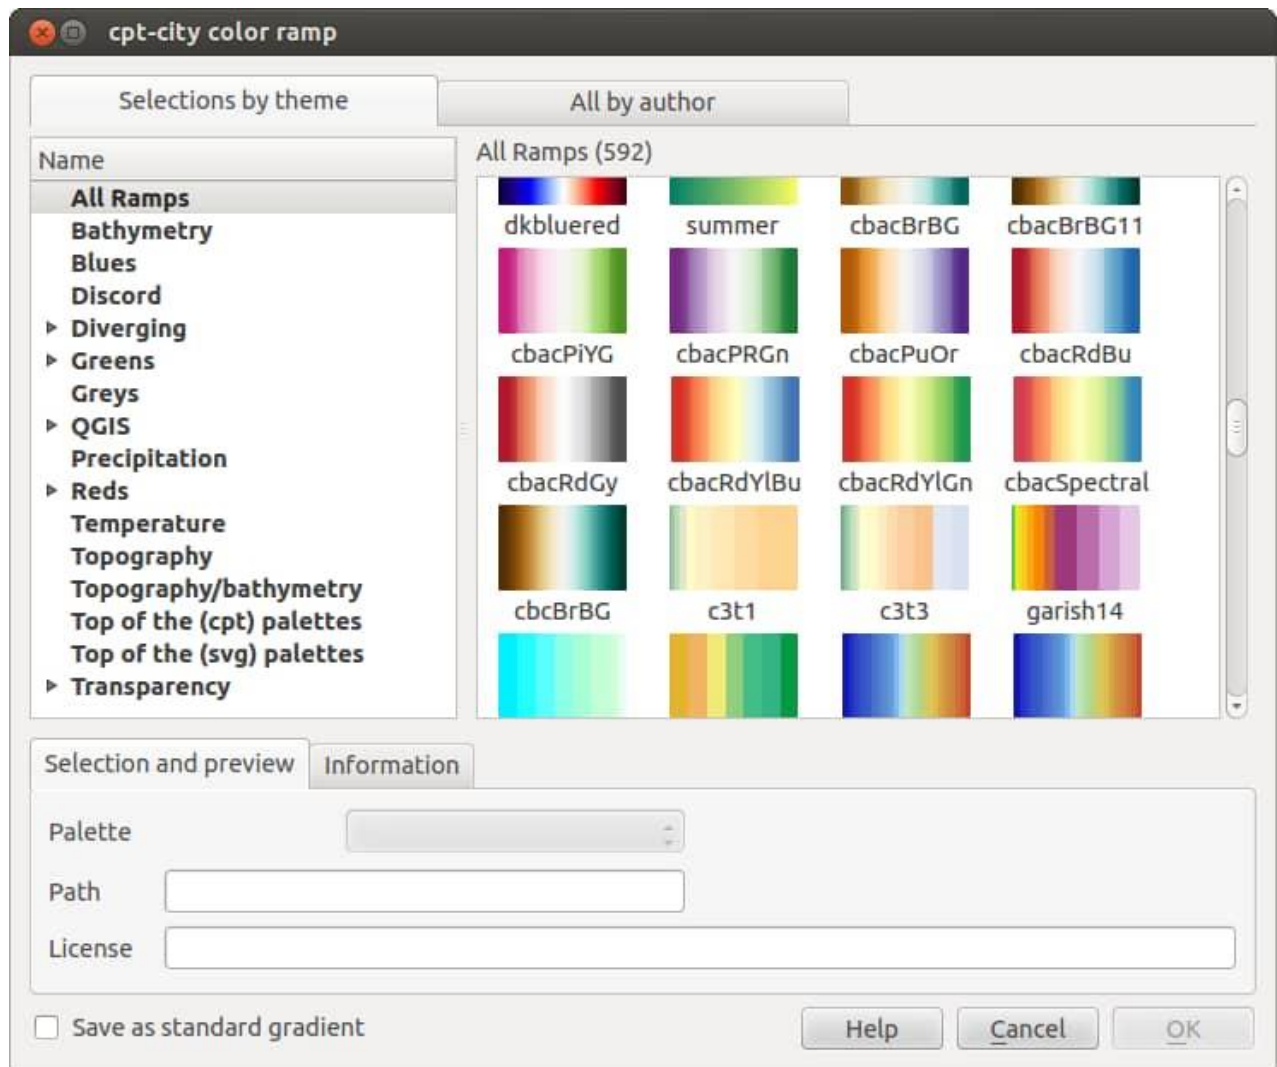 cpt-city color ramp
Selections by theme
All by author
Name
All Ramps
Bathymetry
Blues
Discord
Diverging
Greens
Greys
QGIS
Precipitation
Reds
Temperature
Topography
Topography/bathymetry
Top of the (cpt) palettes
Top of the (svg) palettes
Transparency
All Ramps (592)
dkbluered summer cbacBrBG cbacBrBG11
cbacPiYG cbacPRGn cbacPuOr cbacRdBu
cbacRdGy cbacRdYlBu cbacRdYlGn cbacSpectral
cbcBrBG c3t1 c3t3 garish14
Selection and preview
Information
Palette
Path
License
Save as standard gradient
Help Cancel OK